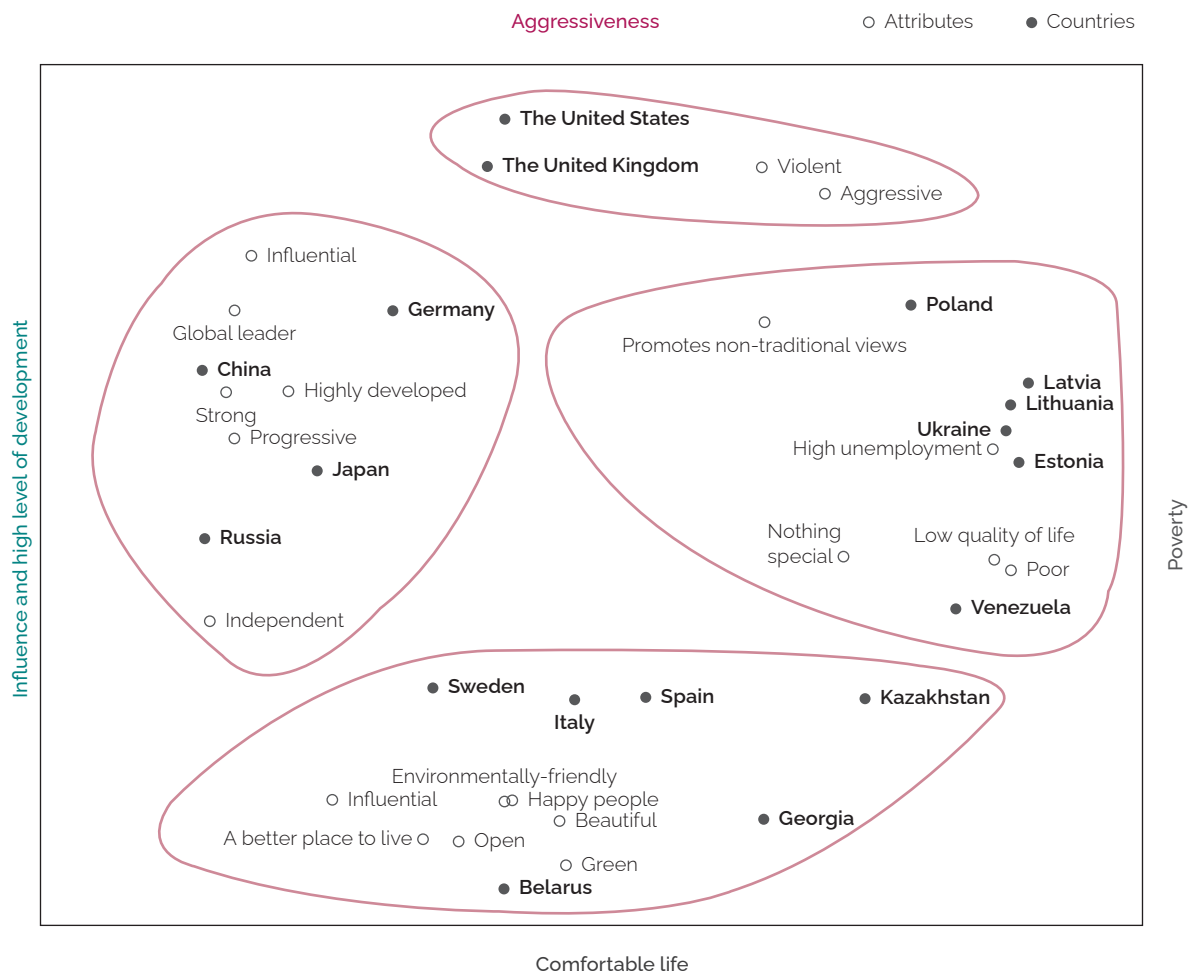 Aggressiveness
Attributes
Countries
The United States
The United Kingdom
Violent
Aggressive
Influential
Global leader
Germany
China
Highly developed
Strong
Progressive
Japan
Russia
Independent
Poland
Promotes non-traditional views
Latvia
Lithuania
Ukraine
High unemployment
Estonia
Nothing
special
Low quality of life
Poor
Venezuela
Sweden
Italy
Spain
Kazakhstan
Environmentally-friendly
Influential
Happy people
Beautiful
A better place to live
Open
Georgia
Green
Belarus
Influence and high level of development
Poverty
Comfortable life